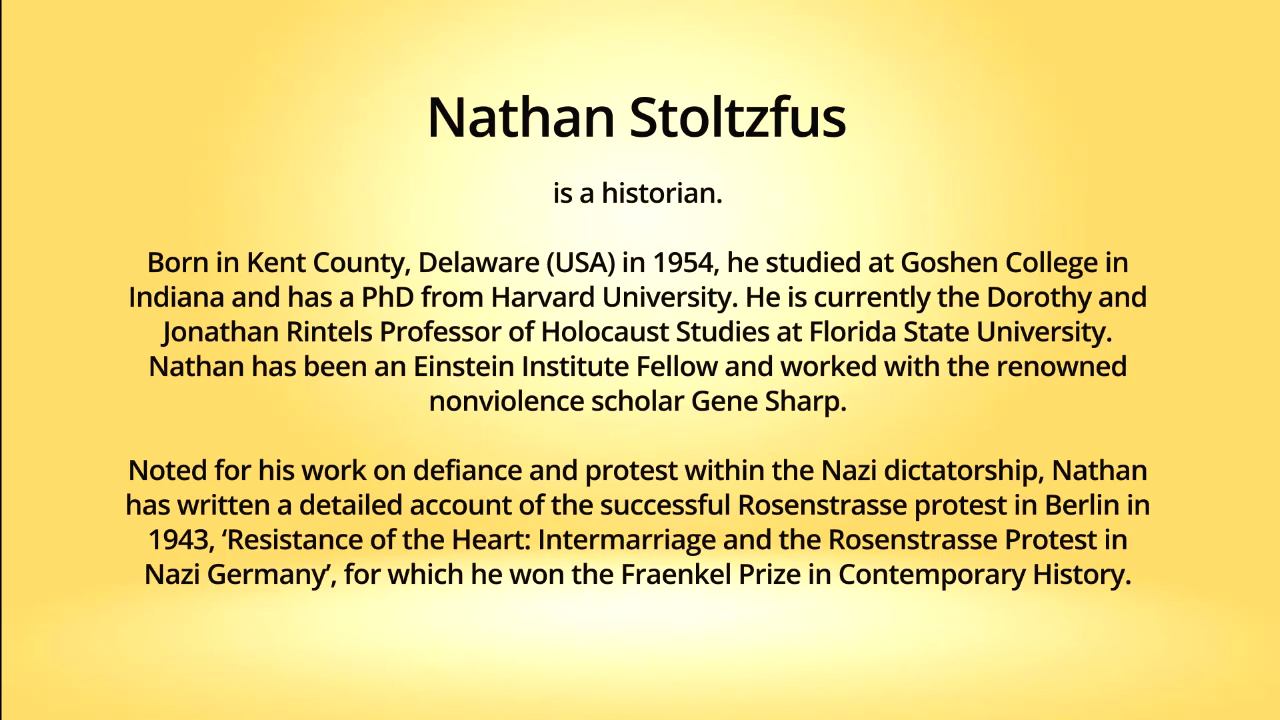 Nathan Stoltzfus
is a historian.
Born in Kent County, Delaware (USA) in 1954, he studied at Goshen College in
Indiana and has a PhD from Harvard University. He is currently the Dorothy and
Jonathan Rintels Professor of Holocaust Studies at Florida State University.
Nathan has been an Einstein Institute Fellow and worked with the renowned
nonviolence scholar Gene Sharp.
Noted for his work on defiance and protest within the Nazi dictatorship, Nathan
has written a detailed account of the successful Rosenstrasse protest in Berlin in
1943, ‘Resistance of the Heart: Intermarriage and the Rosenstrasse Protest in
Nazi Germany’, for which he won the Fraenkel Prize in Contemporary History.